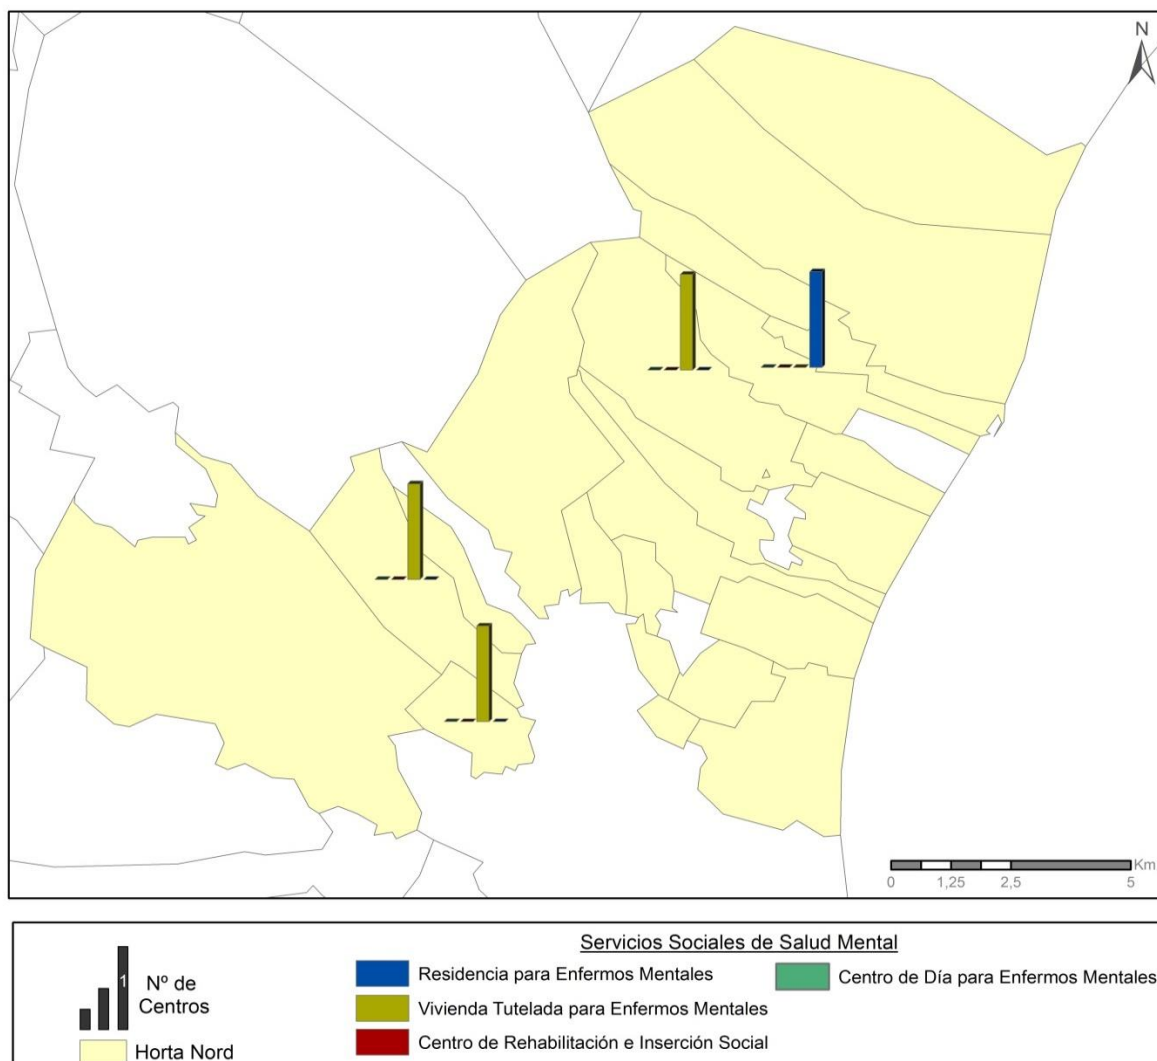 N
Km
0 1,25 2,5 5
Servicios Sociales de Salud Mental
1
Nº de
Centros
Horta Nord
Residencia para Enfermos Mentales
Vivienda Tutelada para Enfermos Mentales
Centro de Rehabilitación e Inserción Social
Centro de Día para Enfermos Mentales